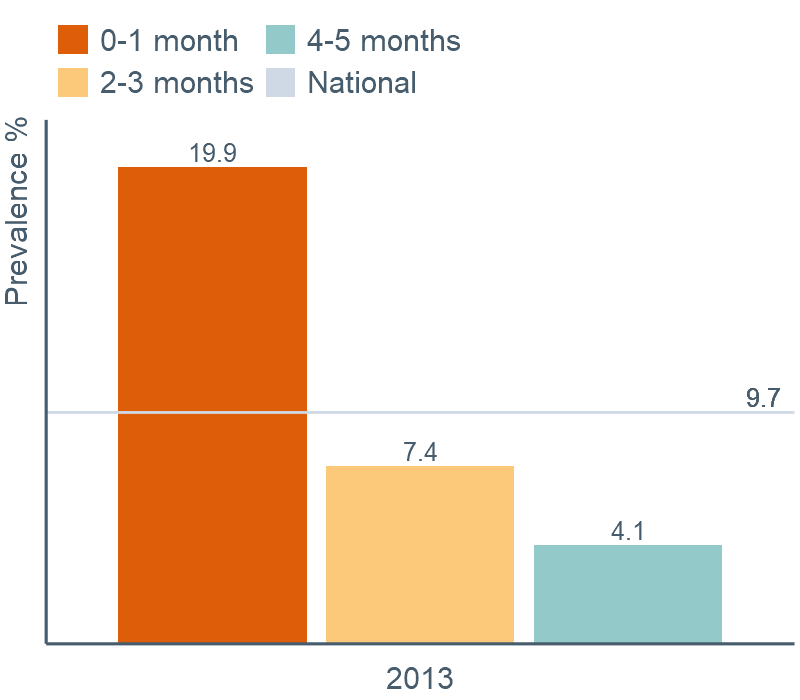 0-1 month
4-5 months
2-3 months
National
Prevalence %
19.9
9.7
7.4
4.1
2013